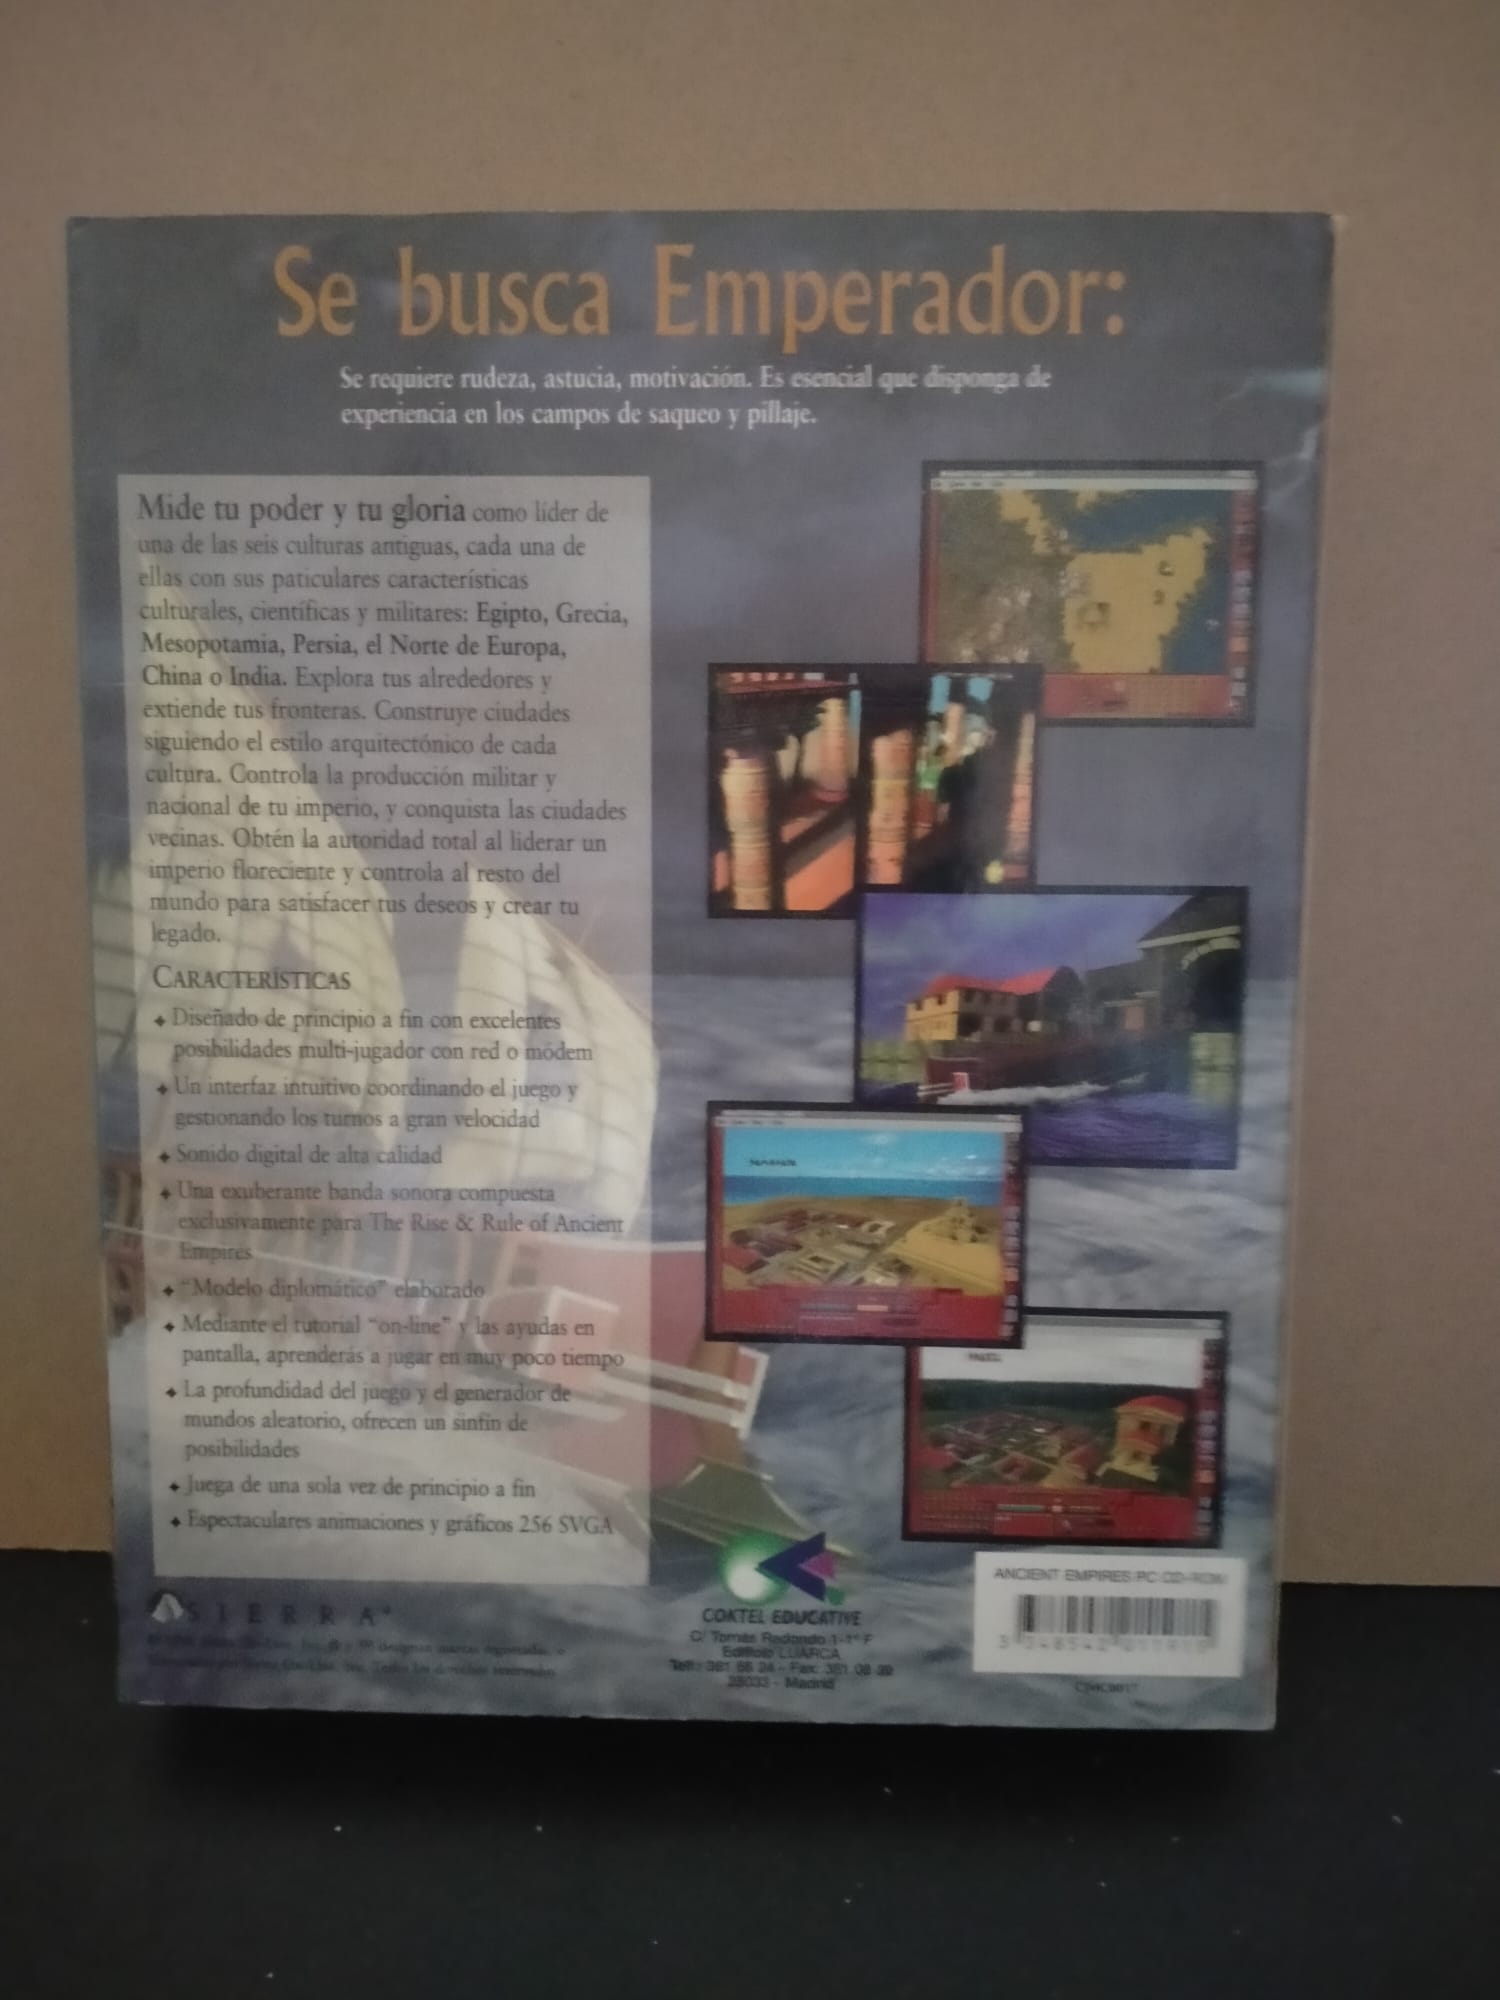 Se busca Emperador:
Se requiere rudeza, astucia, motivación. Es esencial que disponga de
experiencia en los campos de saqueo y pillaje.
Mide tu poder y tu gloria como líder de
una de las seis culturas antiguas, cada una de
ellas con sus paticulares características
culturales, científicas y militares: Egipto, Grecia,
Mesopotamia, Persia, el Norte de Europa,
China o India. Explora tus alrededores y
extiende tus fronteras. Construye ciudades
siguiendo el estilo arquitectónico de cada
cultura. Controla la producción militar y
nacional de tu imperio, y conquista las ciudades
vecinas. Obtén la autoridad total al liderar un
imperio floreciente y controla al resto del
mundo para satisfacer tus deseos y crear tu
legado.
CARACTERÍSTICAS
Diseñado de principio a fin con excelentes
posibilidades multi-jugador con red o módem
Un interfaz intuitivo coordinando el juego y
gestionando los turnos a gran velocidad
Sonido digital de alta calidad
Una exuberante banda sonora compuesta
exclusivamente para The Rise & Rule of Ancient
Empires
"Modelo diplomático" elaborado
Mediante el tutorial "on-line" y las ayudas en
pantalla, aprenderás a jugar en muy poco tiempo
La profundidad del juego y el generador de
mundos aleatorio, ofrecen un sinfín de
posibilidades
Juega de una sola vez de principio a fin
Espectaculares animaciones y gráficos 256 SVGA
SIERRA
COKTEL EDUCATIVE
C/ Tomás Redondo 1-1º F
Edificio LUARCA
28033 - Madrid
ANCIENT EMPIRES PC CD-ROM